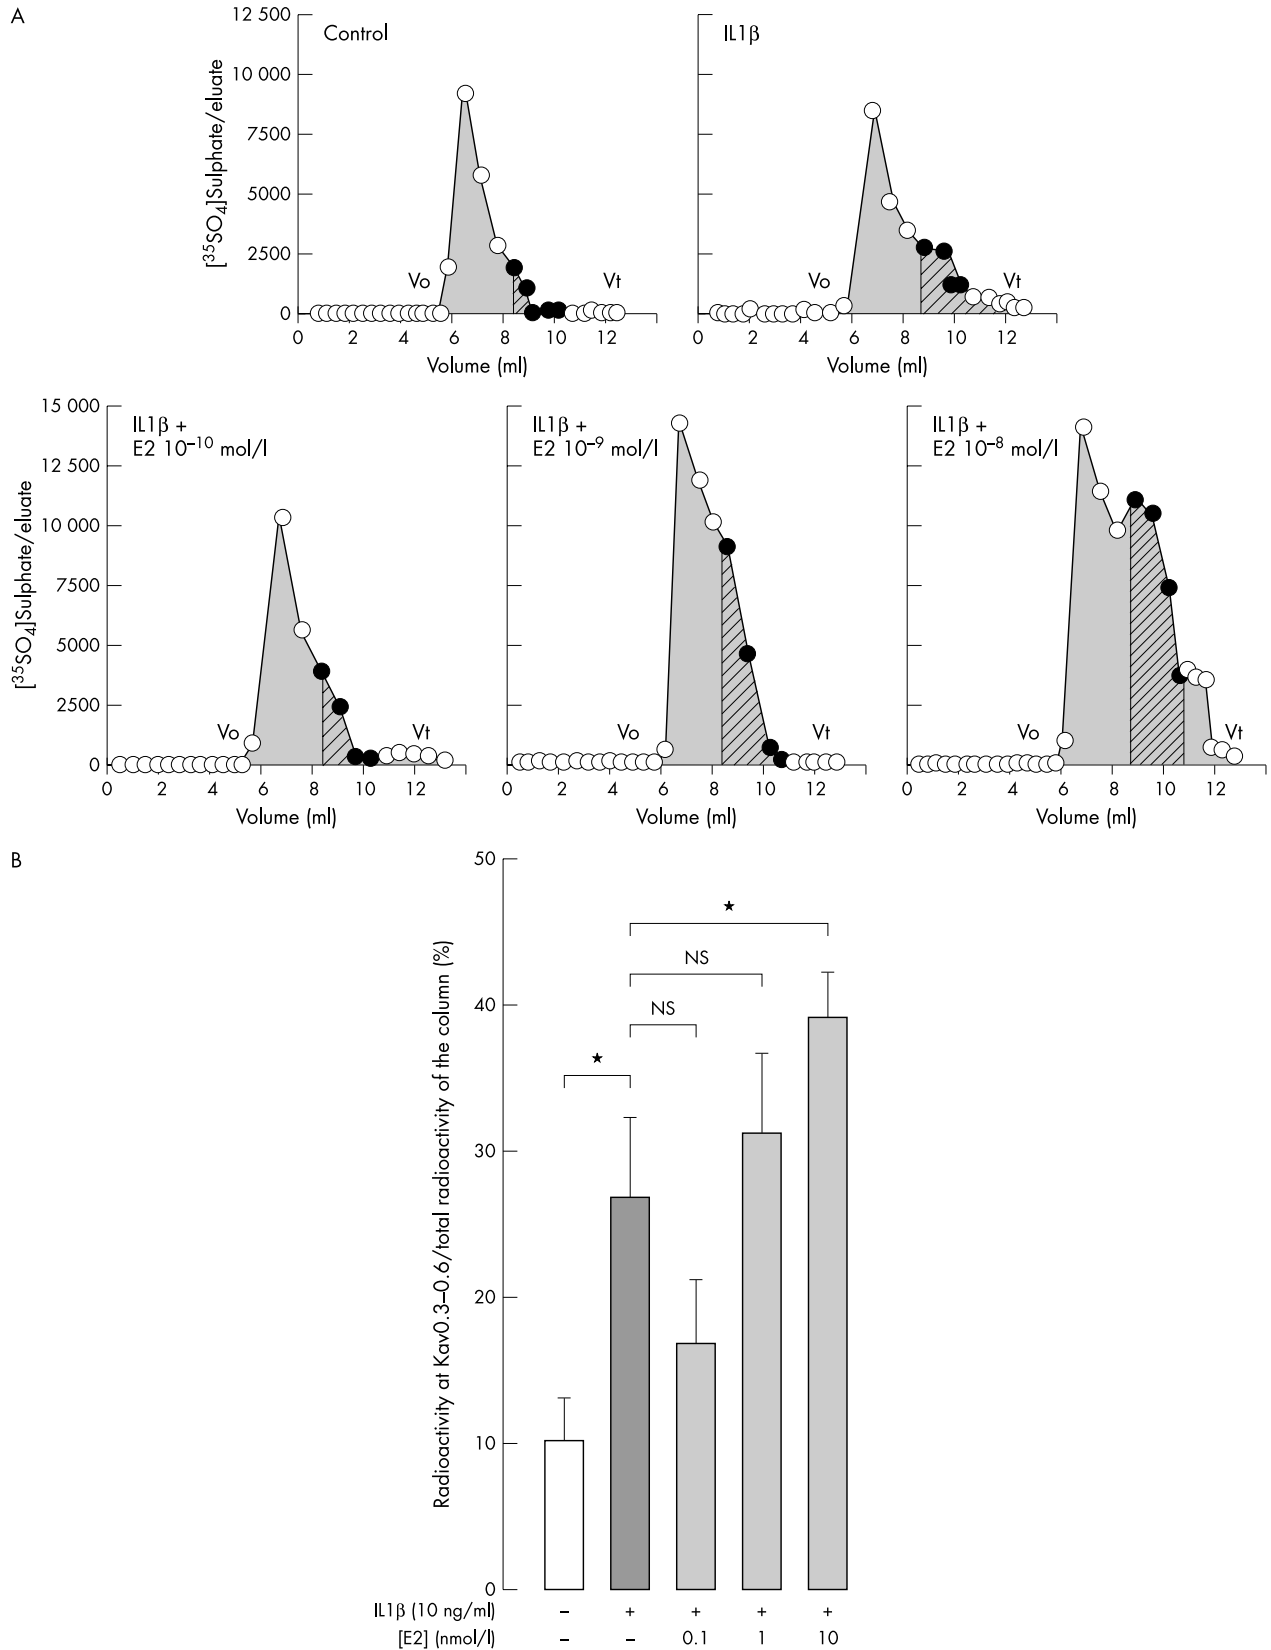 A
Control
12 500
10 000
7500
5000
2500
0
[³⁵SO₄]Sulphate/eluate
Vo
Vt
0 2 4 6 8 10 12
Volume (ml)
IL1β
Vo
Vt
0 2 4 6 8 10 12
Volume (ml)
15 000
12 500
10 000
7500
5000
2500
0
[³⁵SO₄]Sulphate/eluate
IL1β +
E2 10⁻¹⁰ mol/l
Vo
Vt
0 2 4 6 8 10 12
Volume (ml)
IL1β +
E2 10⁻⁹ mol/l
Vo
Vt
0 2 4 6 8 10 12
Volume (ml)
IL1β +
E2 10⁻⁸ mol/l
Vo
Vt
0 2 4 6 8 10 12
Volume (ml)
B
Radioactivity at Kav0.3–0.6/total radioactivity of the column (%)
50
40
30
20
10
0
★
NS
NS
★
IL1β (10 ng/ml) – + + + +
[E2] (nmol/l) – – 0.1 1 10